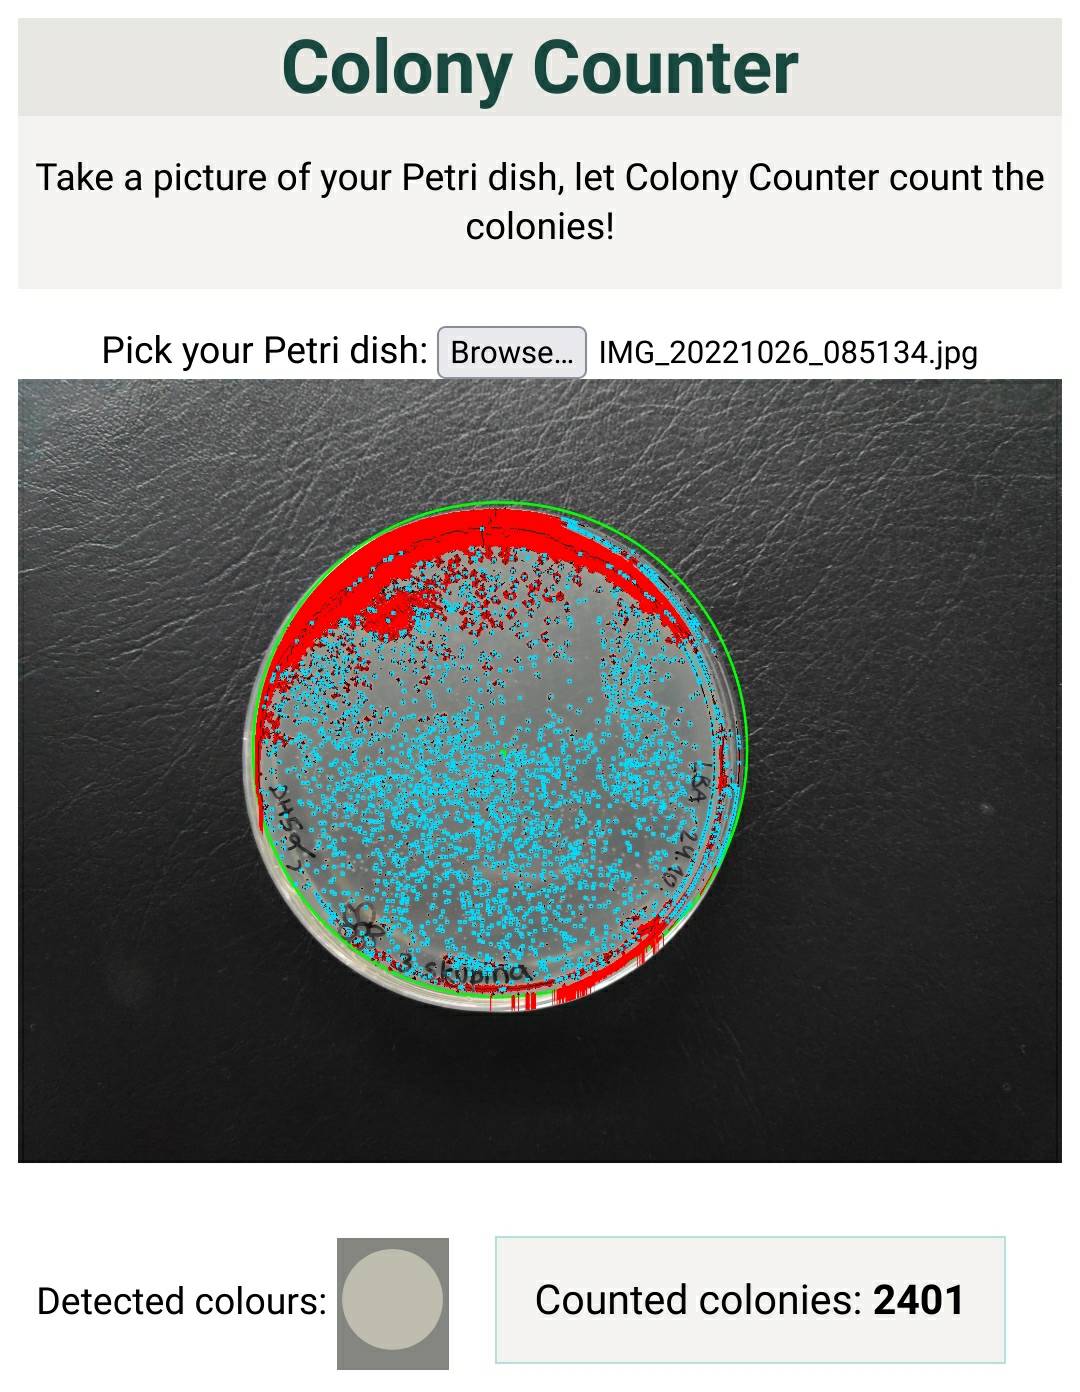 Colony Counter
Take a picture of your Petri dish, let Colony Counter count the
colonies!
Pick your Petri dish: Browse... IMG_20221026_085134.jpg
LBA
24.10.
3 skupina
Detected colours:
Counted colonies: 2401